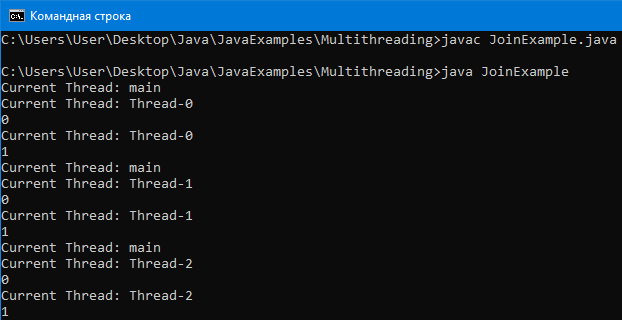 Командная строка
C:\Users\User\Desktop\Java\JavaExamples\Multithreading>javac JoinExample.java
C:\Users\User\Desktop\Java\JavaExamples\Multithreading>java JoinExample
Current Thread: main
Current Thread: Thread-0
0
Current Thread: Thread-0
1
Current Thread: main
Current Thread: Thread-1
0
Current Thread: Thread-1
1
Current Thread: main
Current Thread: Thread-2
0
Current Thread: Thread-2
1